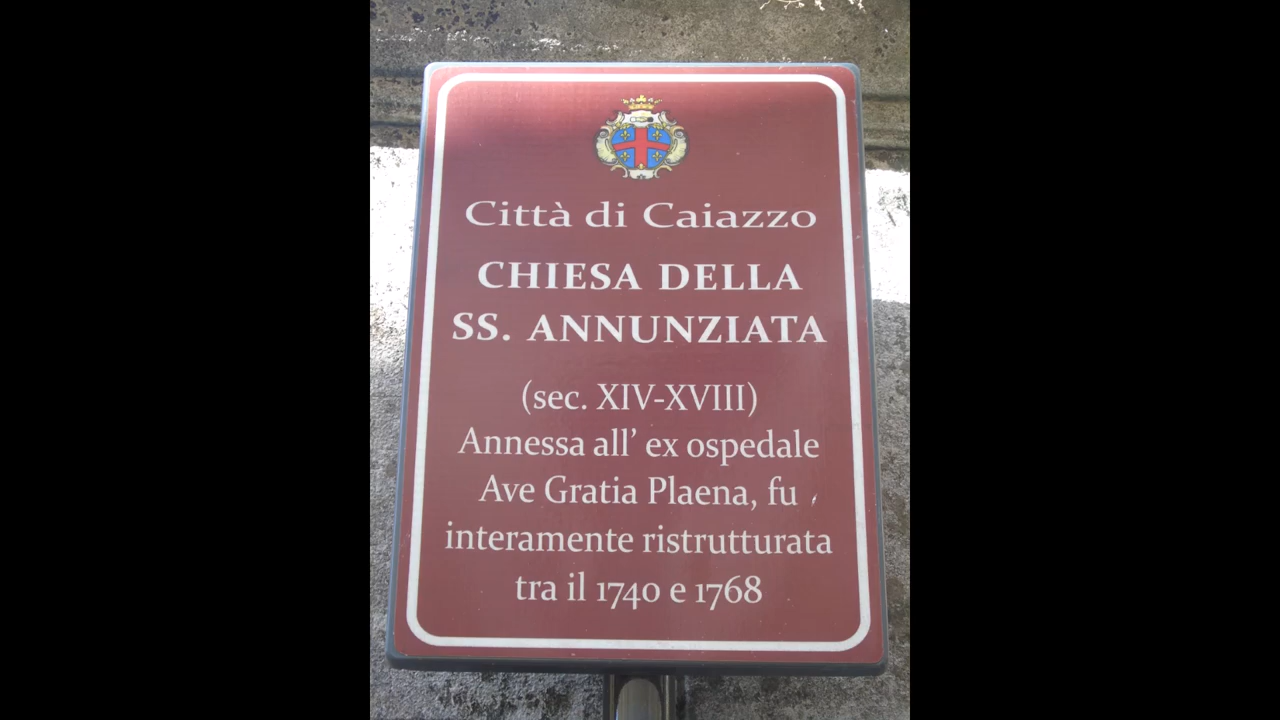 Città di Caiazzo
CHIESA DELLA
SS. ANNUNZIATA
(sec. XIV-XVIII)
Annessa all' ex ospedale
Ave Gratia Plaena, fu
interamente ristrutturata
tra il 1740 e 1768